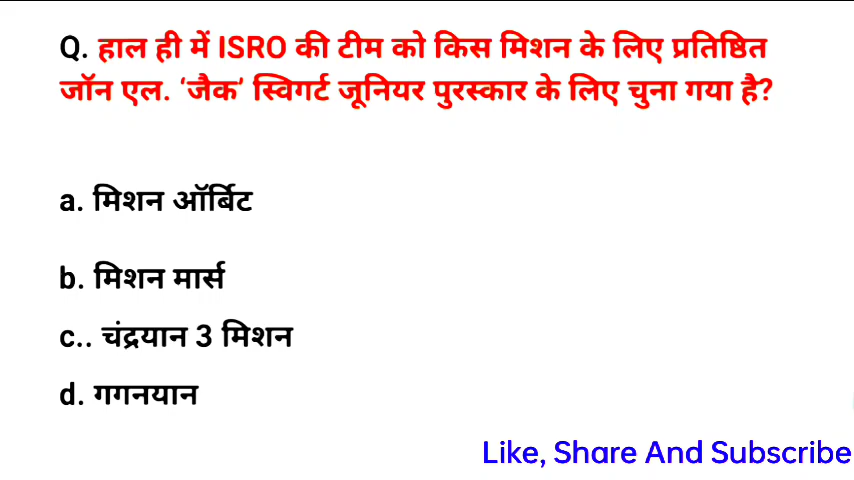 Q. हाल ही में ISRO की टीम को किस मिशन के लिए प्रतिष्ठित
जॉन एल. ‘जैक’ स्विगर्ट जूनियर पुरस्कार के लिए चुना गया है?
a. मिशन ऑर्बिट
b. मिशन मार्स
c.. चंद्रयान 3 मिशन
d. गगनयान
Like, Share And Subscribe